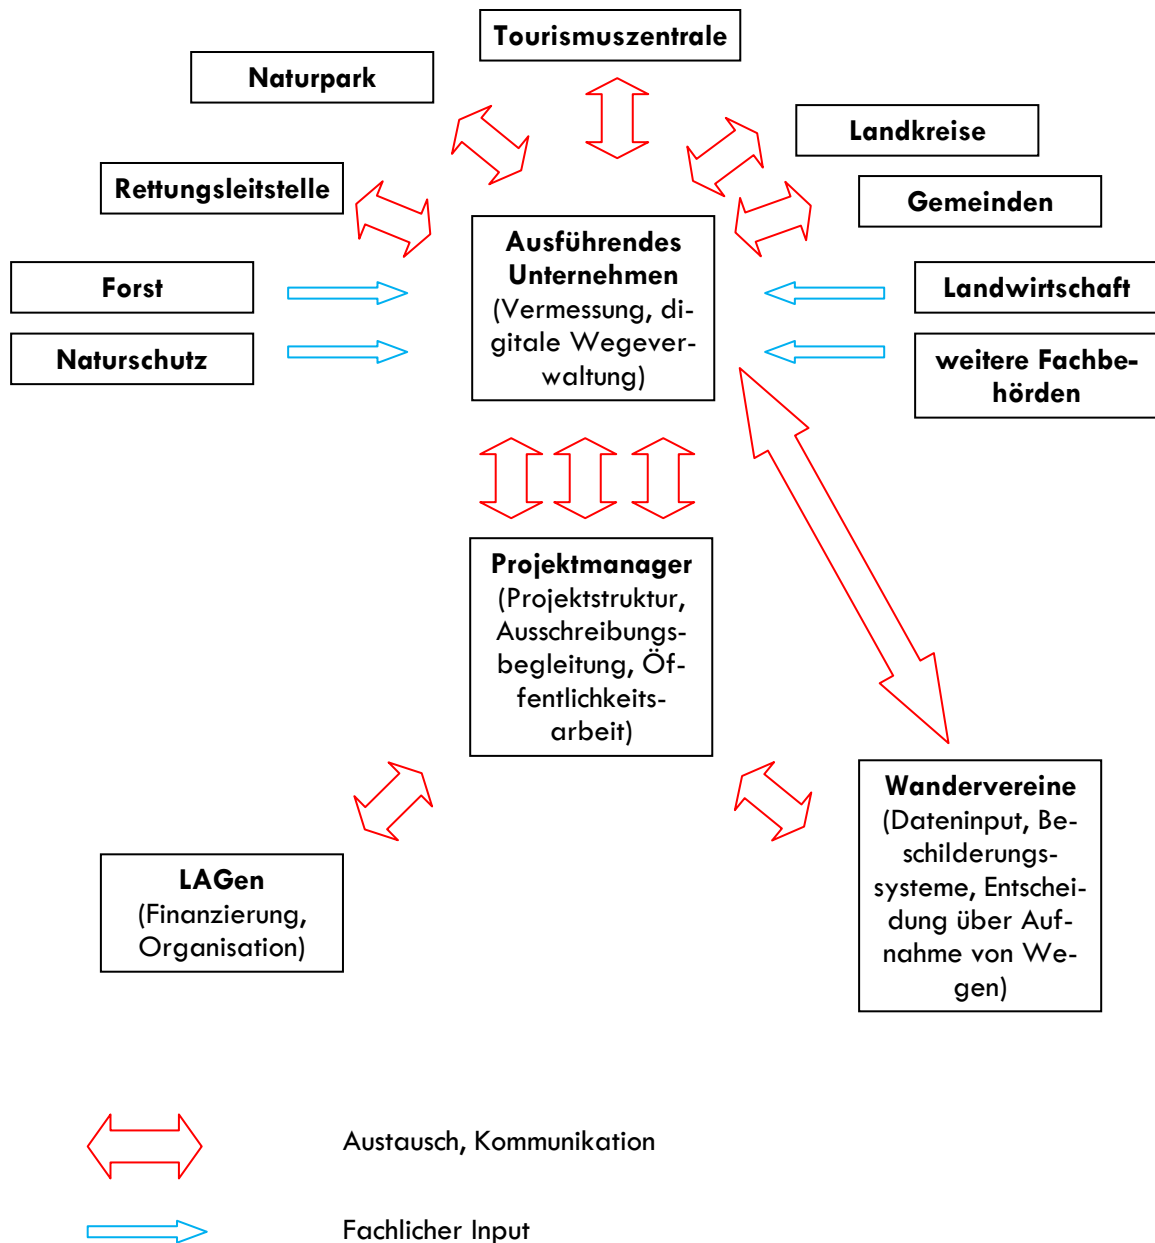 Tourismuszentrale
Naturpark
Landkreise
Rettungsleitstelle
Gemeinden
Ausführendes
Unternehmen
(Vermessung, di-
gitale Wegever-
waltung)
Forst
Landwirtschaft
Naturschutz
weitere Fachbe-
hörden
Projektmanager
(Projektstruktur,
Ausschreibungs-
begleitung, Öf-
fentlichkeits-
arbeit)
Wandervereine
(Dateninput, Be-
schilderungs-
systeme, Entschei-
dung über Auf-
nahme von We-
gen)
LAGen
(Finanzierung,
Organisation)
Austausch, Kommunikation
Fachlicher Input